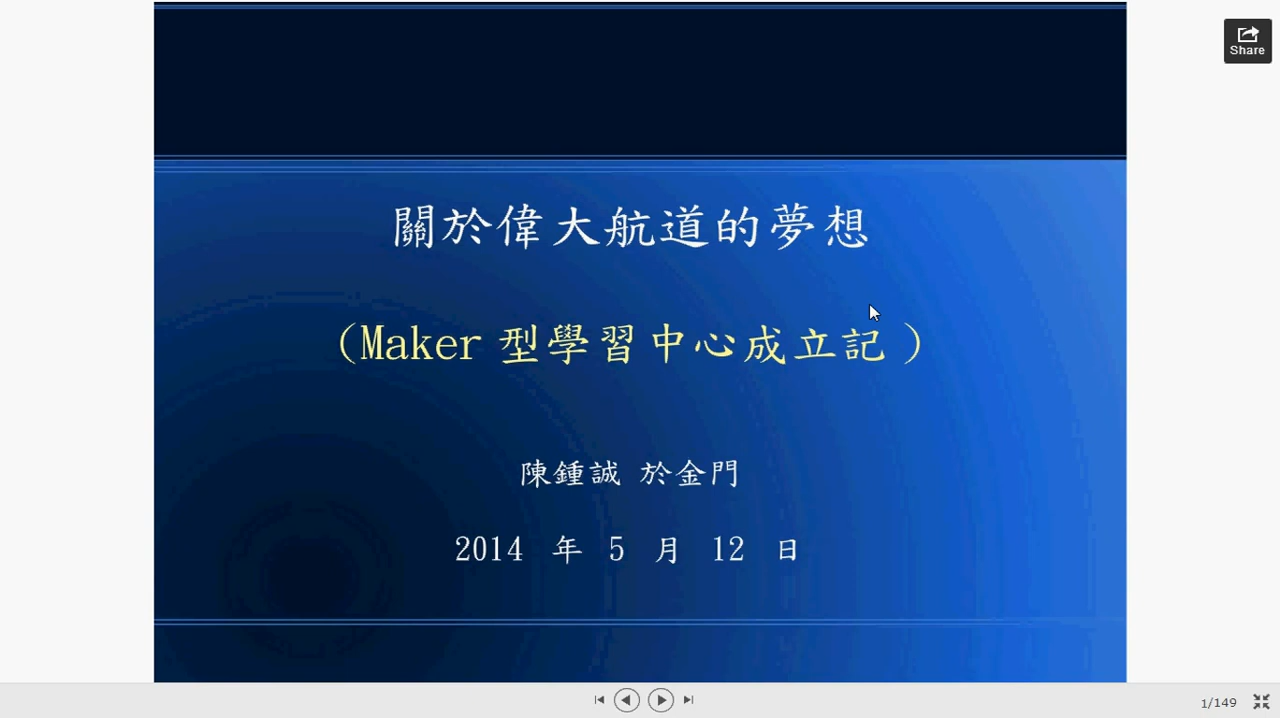 Share
關於偉大航道的夢想
（Maker 型學習中心成立記）
陳鍾誠 於金門
2014 年 5 月 12 日
1/149